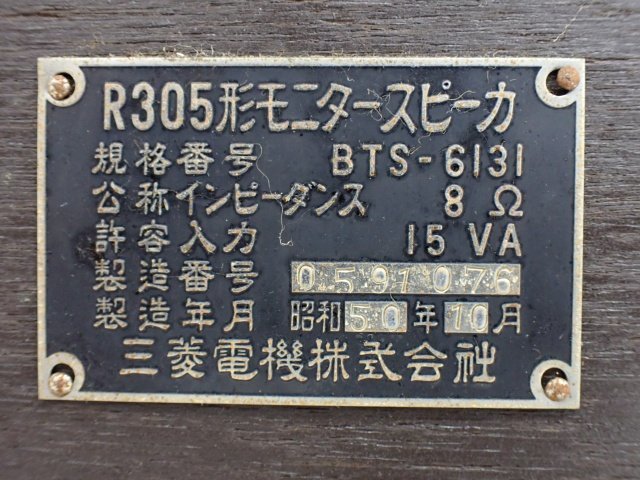 R305形モニタースピーカ
規格番号 BTS-6131
公称インピーダンス 8 Ω
許容入力 15 VA
製造番号 0591076
製造年月 昭和50年10月
三菱電機株式会社